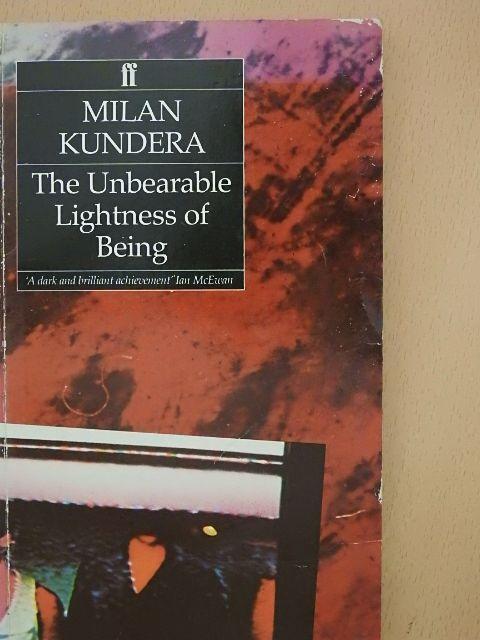 ff
MILAN
KUNDERA
The Unbearable
Lightness of
Being
'A dark and brilliant achievement' Ian McEwan